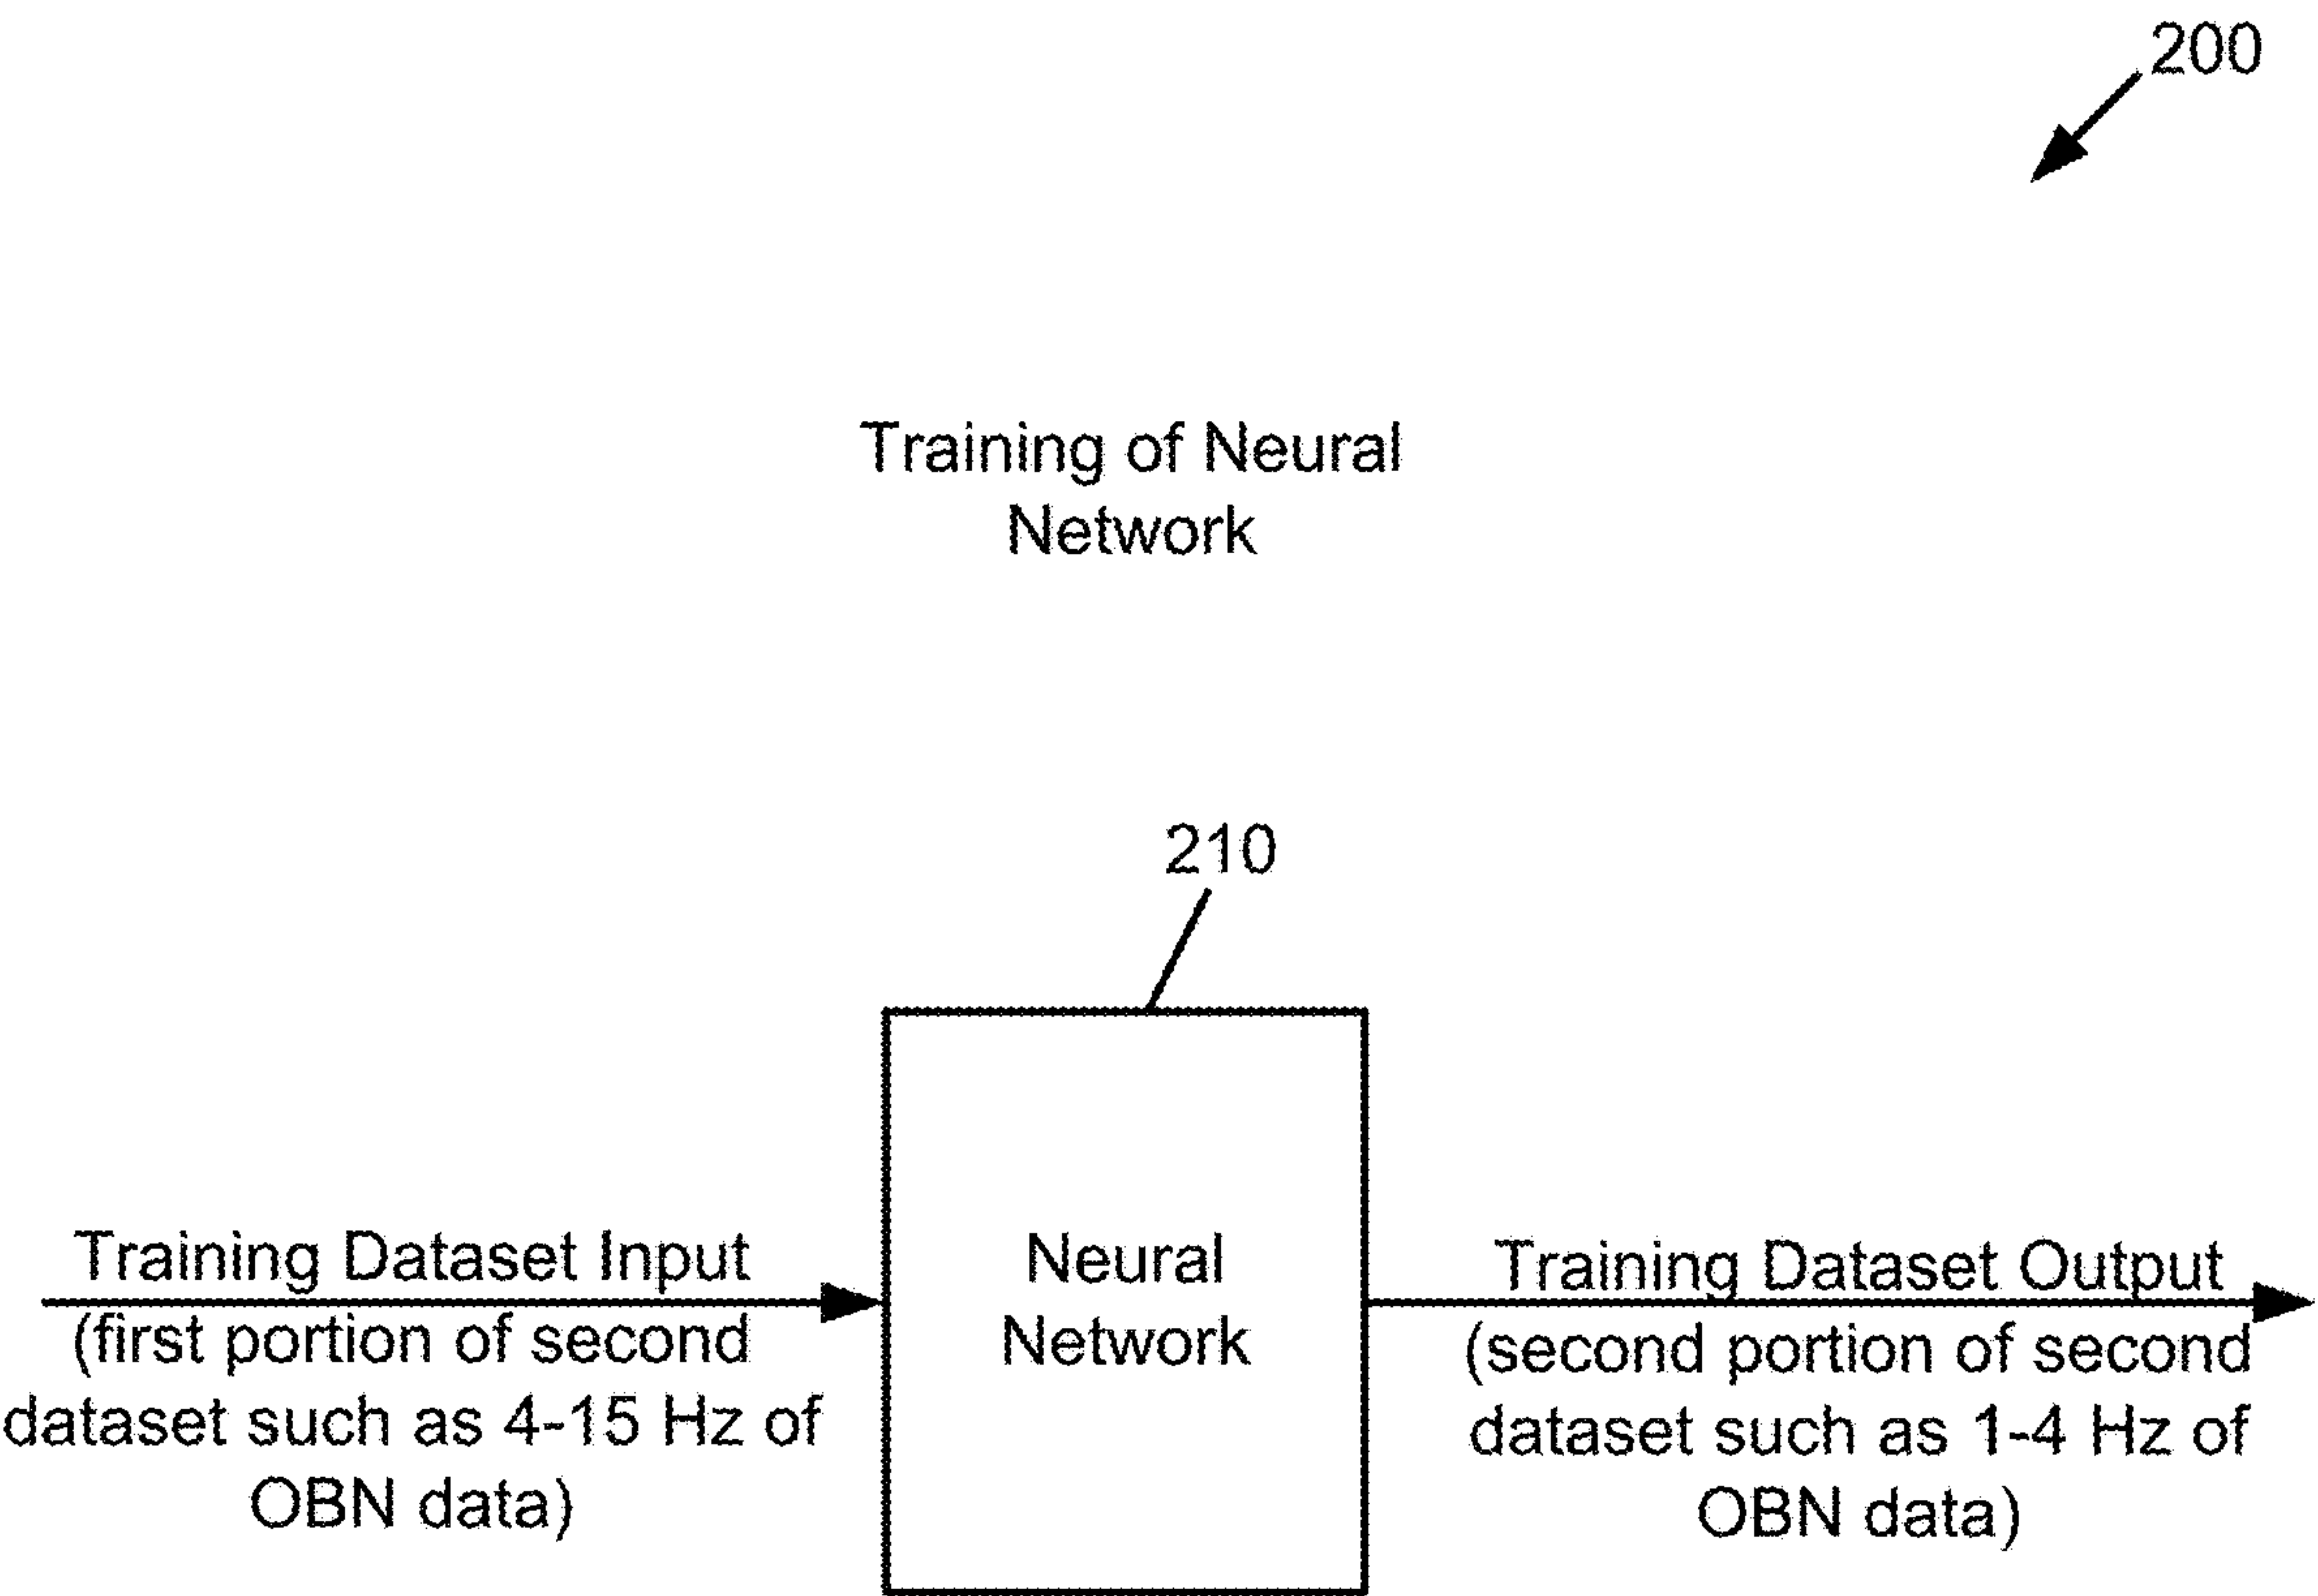 200
Training of Neural
Network
210
Training Dataset Input
(first portion of second
dataset such as 4-15 Hz of
OBN data)
Neural
Network
Training Dataset Output
(second portion of second
dataset such as 1-4 Hz of
OBN data)